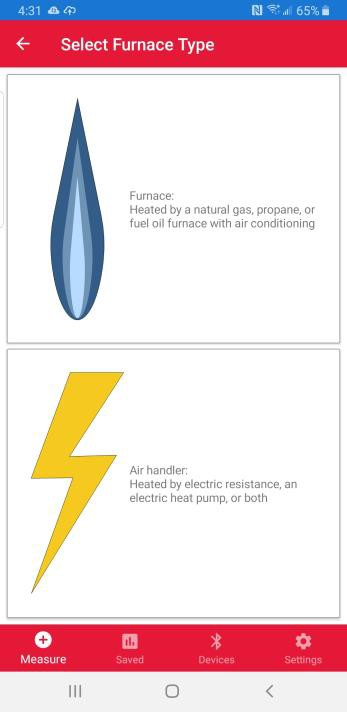 4:31
65%
Select Furnace Type
Furnace:
Heated by a natural gas, propane, or
fuel oil furnace with air conditioning
Air handler:
Heated by electric resistance, an
electric heat pump, or both
Measure
Saved
Devices
Settings